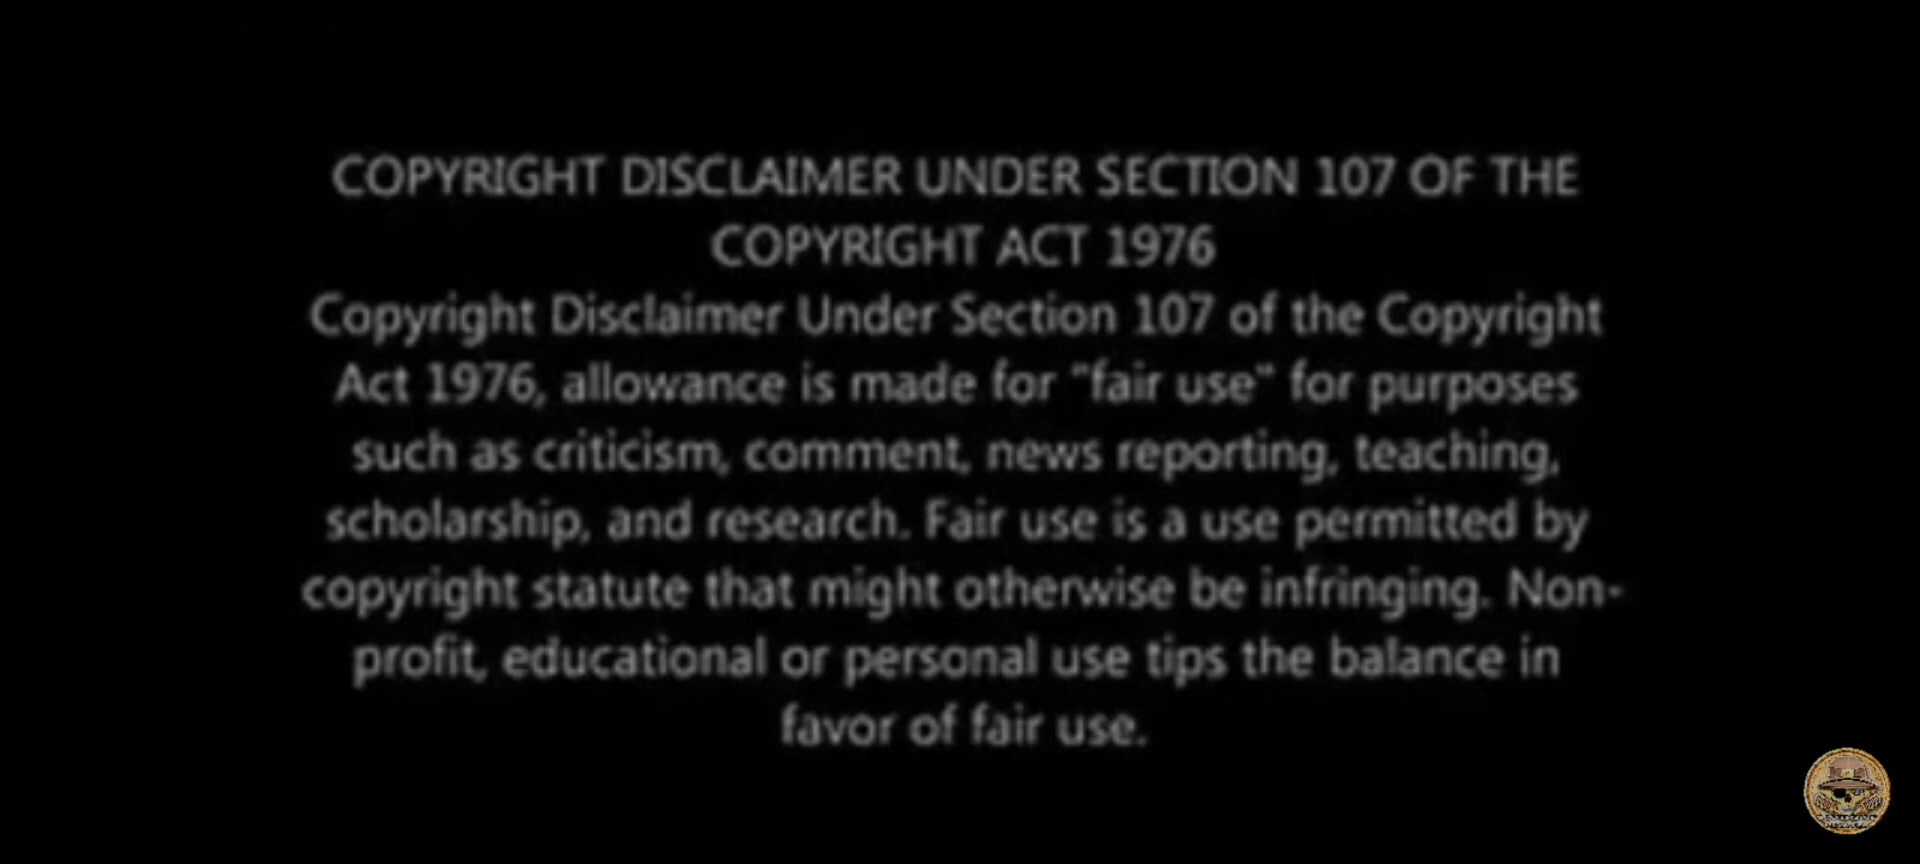 COPYRIGHT DISCLAIMER UNDER SECTION 107 OF THE
COPYRIGHT ACT 1976
Copyright Disclaimer Under Section 107 of the Copyright
Act 1976, allowance is made for "fair use" for purposes
such as criticism, comment, news reporting, teaching,
scholarship, and research. Fair use is a use permitted by
copyright statute that might otherwise be infringing. Non-
profit, educational or personal use tips the balance in
favor of fair use.